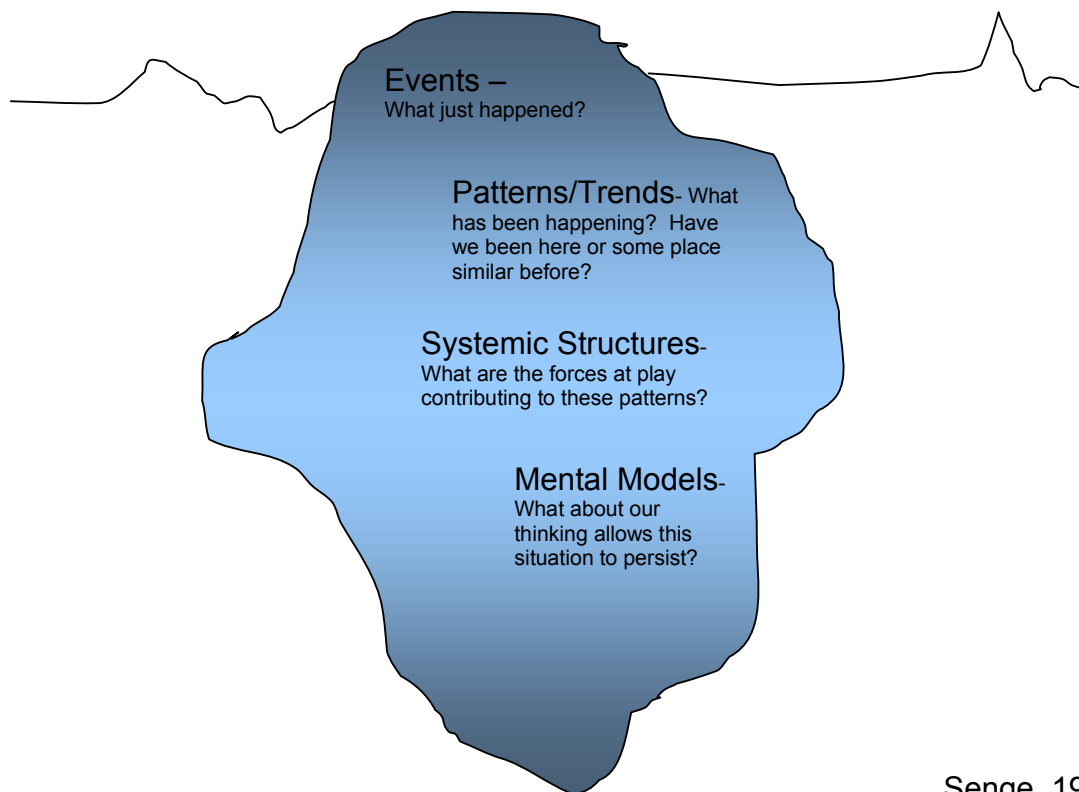 Events –
What just happened?
Patterns/Trends- What
has been happening?  Have
we been here or some place
similar before?
Systemic Structures-
What are the forces at play
contributing to these patterns?
Mental Models-
What about our
thinking allows this
situation to persist?
Senge, 19